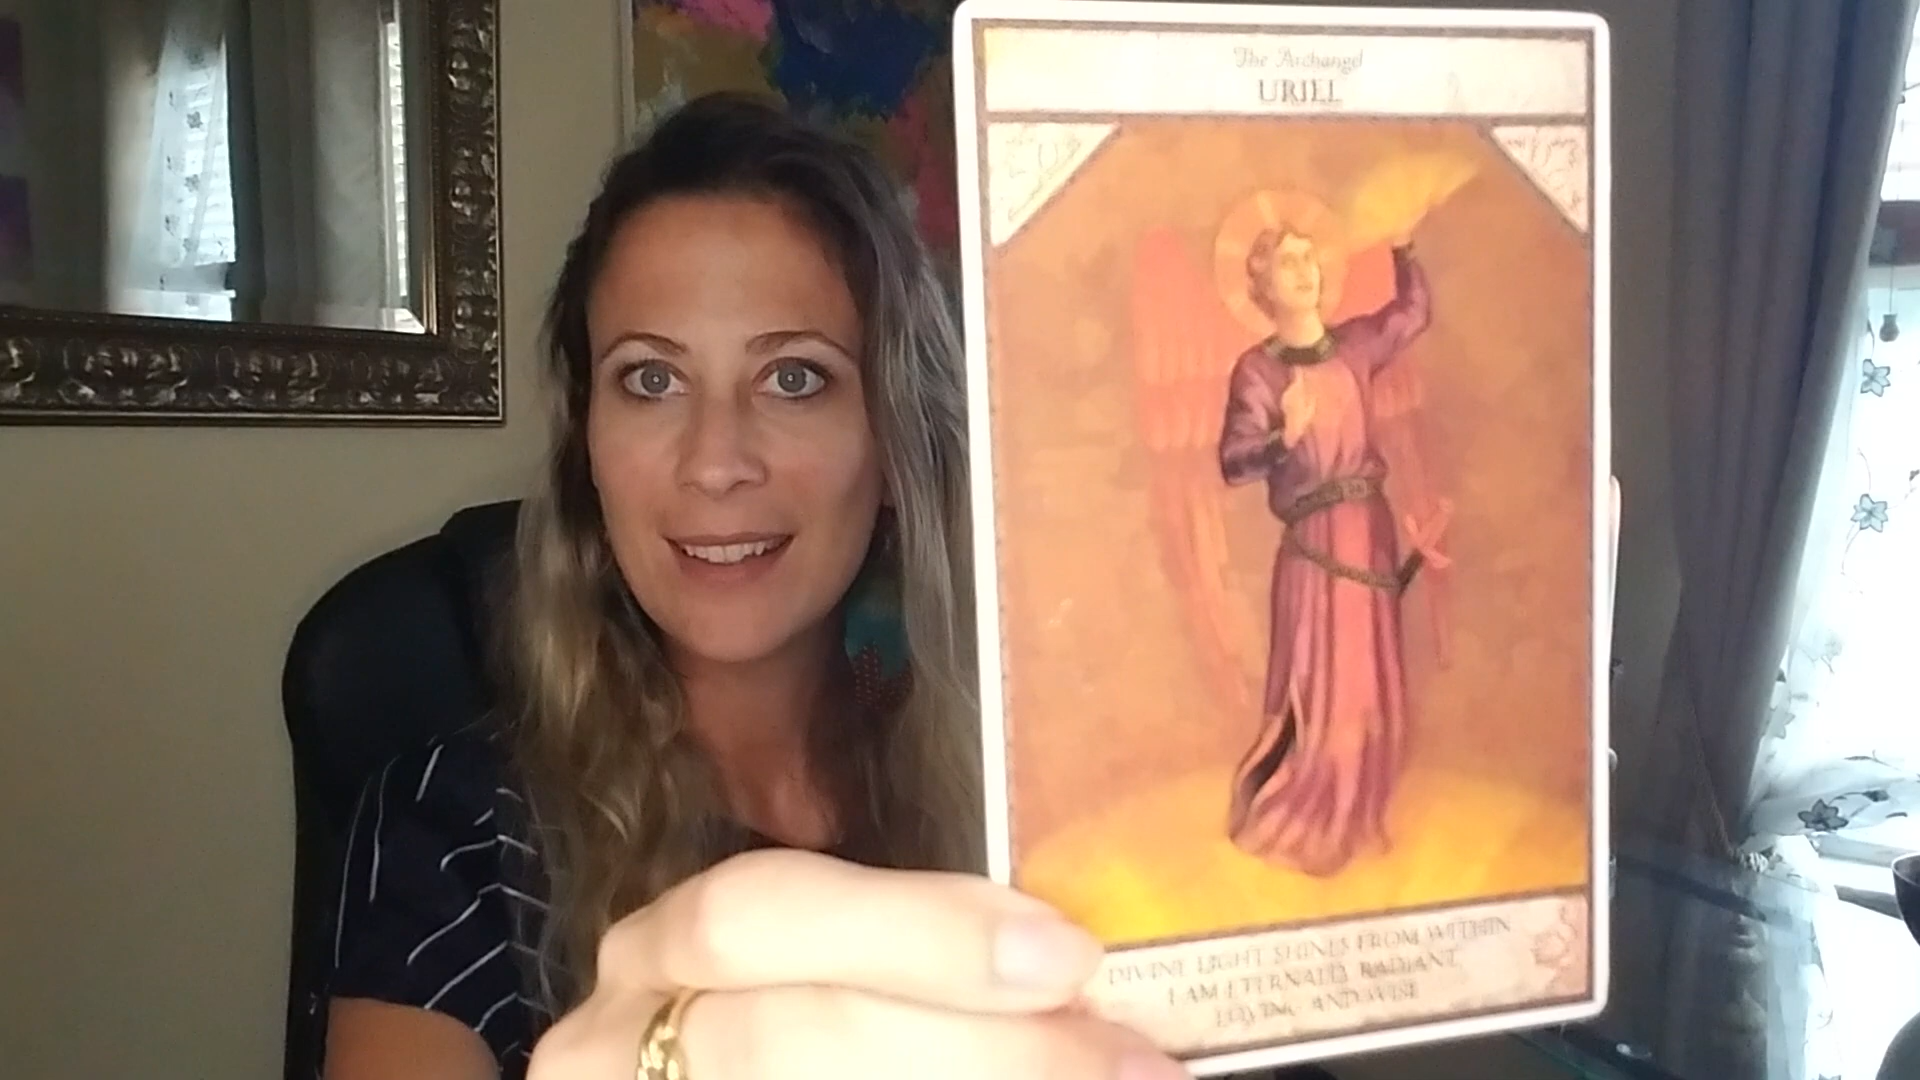 The Archangel
URIEL
DIVINE LIGHT SHINES FROM WITHIN
I AM ETERNALLY RADIANT,
LOVING AND WISE